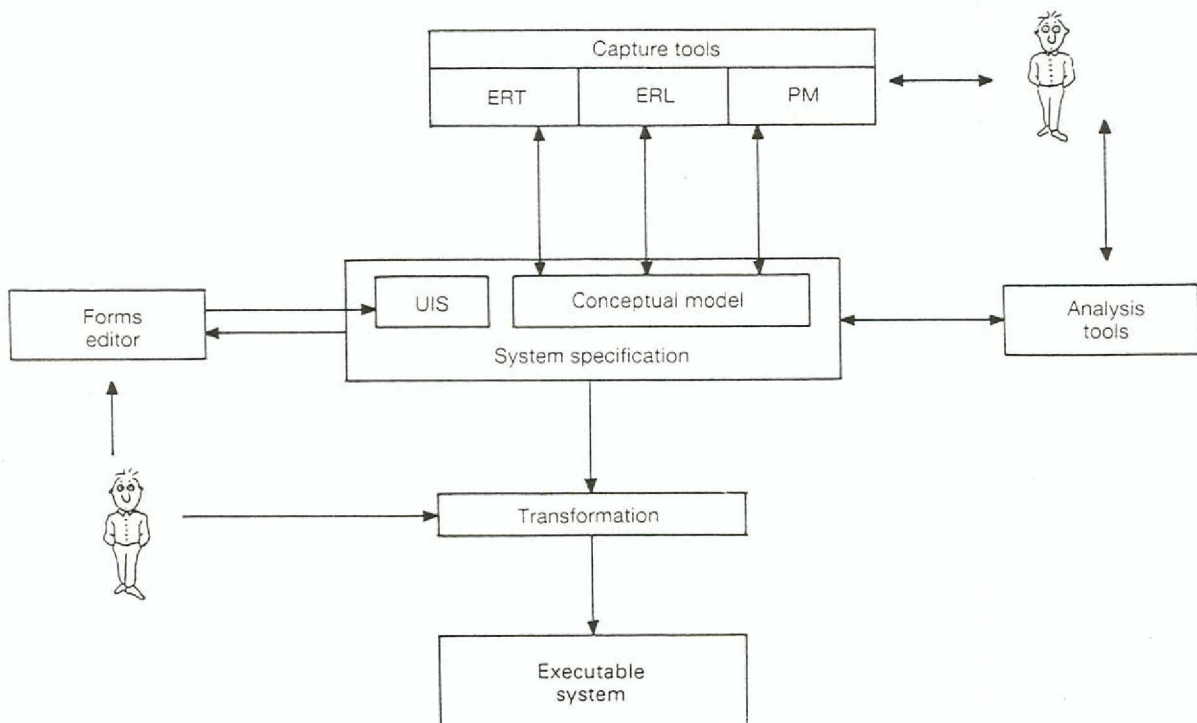 Capture tools
ERT
ERL
PM
UIS
Conceptual model
System specification
Forms
editor
Analysis
tools
Transformation
Executable
system